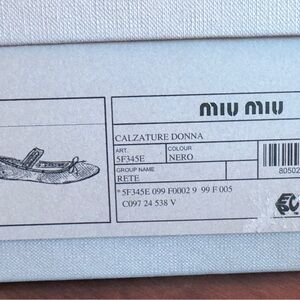 miu miu
CALZATURE DONNA
ART. COLOUR
5F345E NERO
GROUP NAME
RETE
*5F345E 099 F0002 9 99 F 005
C097 24 538 V
80502